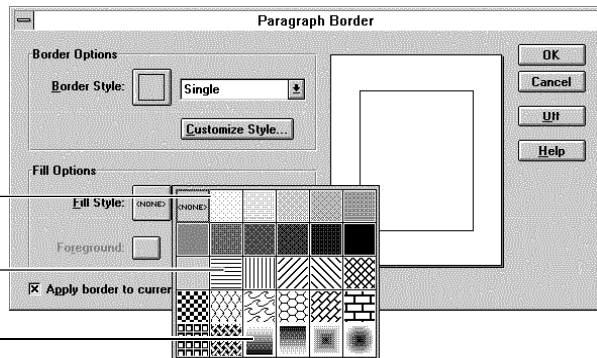 Paragraph Border
Border Options
Border Style:
Single
Customize Style...
OK
Cancel
Help
Fill Options
Fill Style:
<NONE>
<NONE>
Foreground:
Apply border to currer